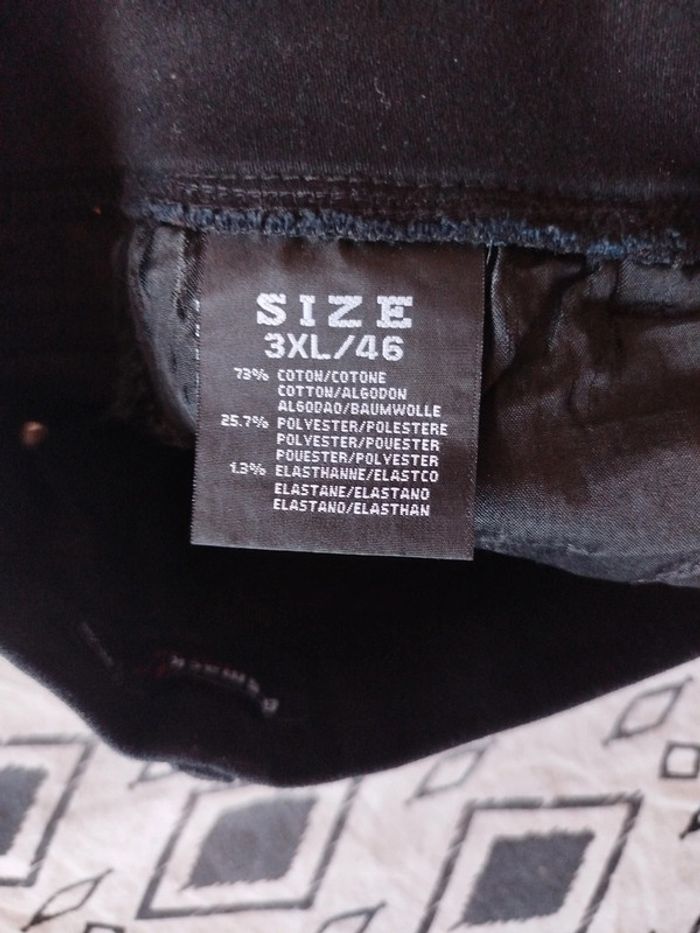 SIZE
3XL/46
73% COTON/COTONE
COTTON/ALGODON
ALGODAO/BAUMWOLLE
25.7% POLYESTER/POLESTERE
POLYESTER/POUESTER
POUESTER/POLYESTER
1.3% ELASTHANNE/ELASTCO
ELASTANE/ELASTANO
ELASTANO/ELASTHAN